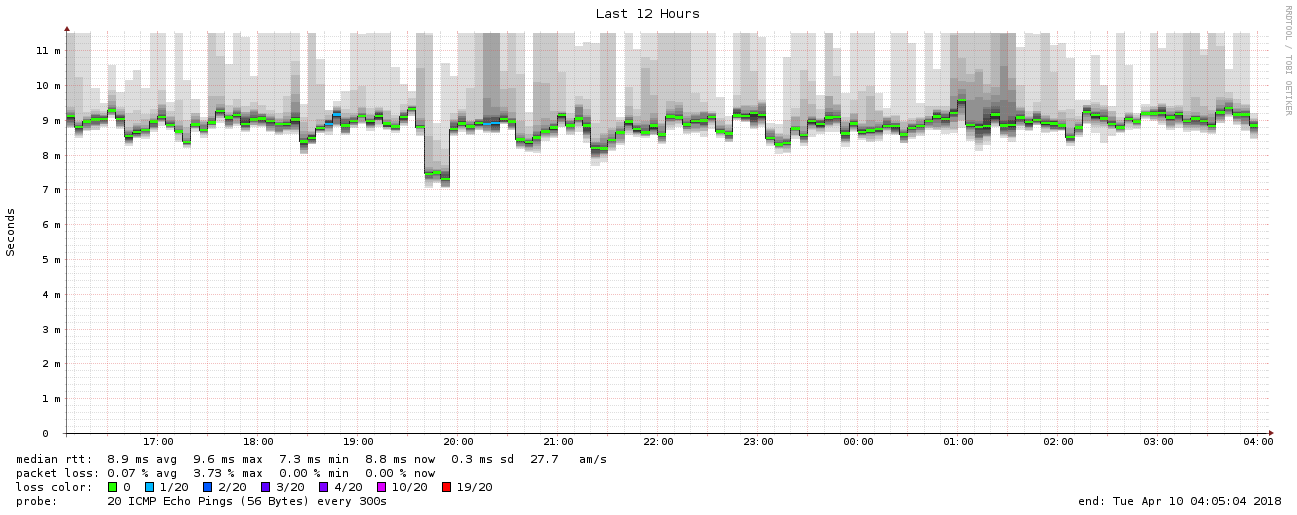 Last 12 Hours
RRDTOOL / TOBI OETIKER
Seconds
11 m
10 m
9 m
8 m
7 m
6 m
5 m
4 m
3 m
2 m
1 m
0
17:00 18:00 19:00 20:00 21:00 22:00 23:00 00:00 01:00 02:00 03:00 04:00
median rtt: 8.9 ms avg 9.6 ms max 7.3 ms min 8.8 ms now 0.3 ms sd 27.7 am/s
packet loss: 0.07 % avg 3.73 % max 0.00 % min 0.00 % now
loss color: 0 1/20 2/20 3/20 4/20 10/20 19/20
probe: 20 ICMP Echo Pings (56 Bytes) every 300s end: Tue Apr 10 04:05:04 2018